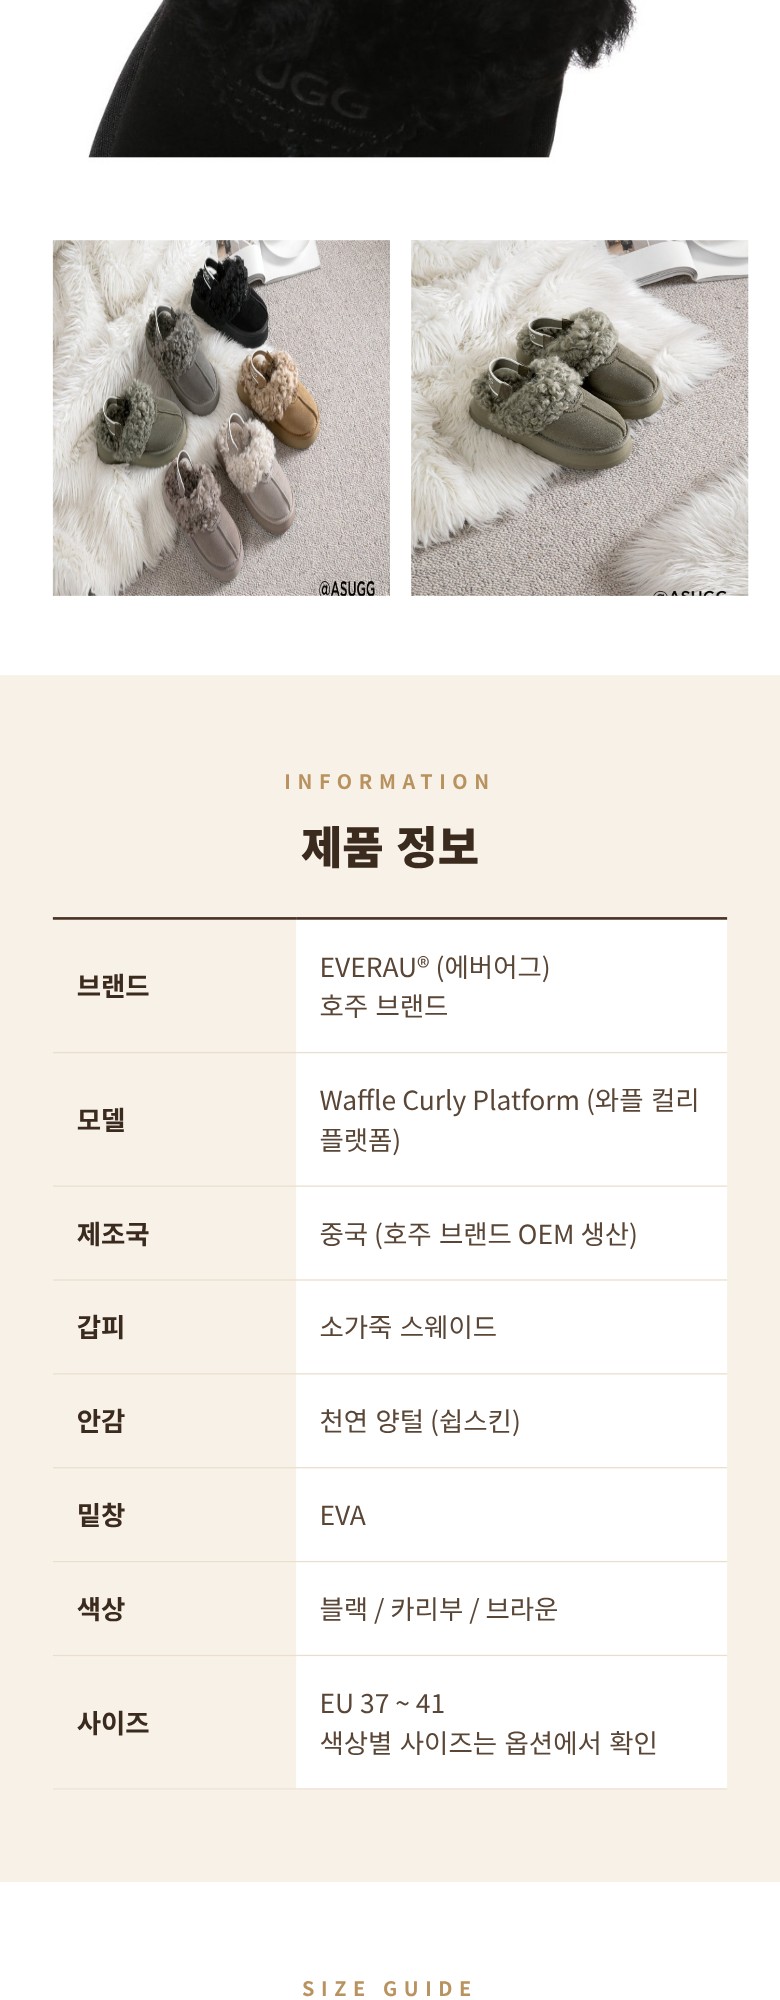 UGG
@ASUGG
@ASUGG
INFORMATION
제품 정보
브랜드
EVERAU® (에버어그)
호주 브랜드
모델
Waffle Curly Platform (와플 컬리
플랫폼)
제조국
중국 (호주 브랜드 OEM 생산)
갑피
소가죽 스웨이드
안감
천연 양털 (쉽스킨)
밑창
EVA
색상
블랙 / 카리부 / 브라운
사이즈
EU 37 ~ 41
색상별 사이즈는 옵션에서 확인
SIZE GUIDE